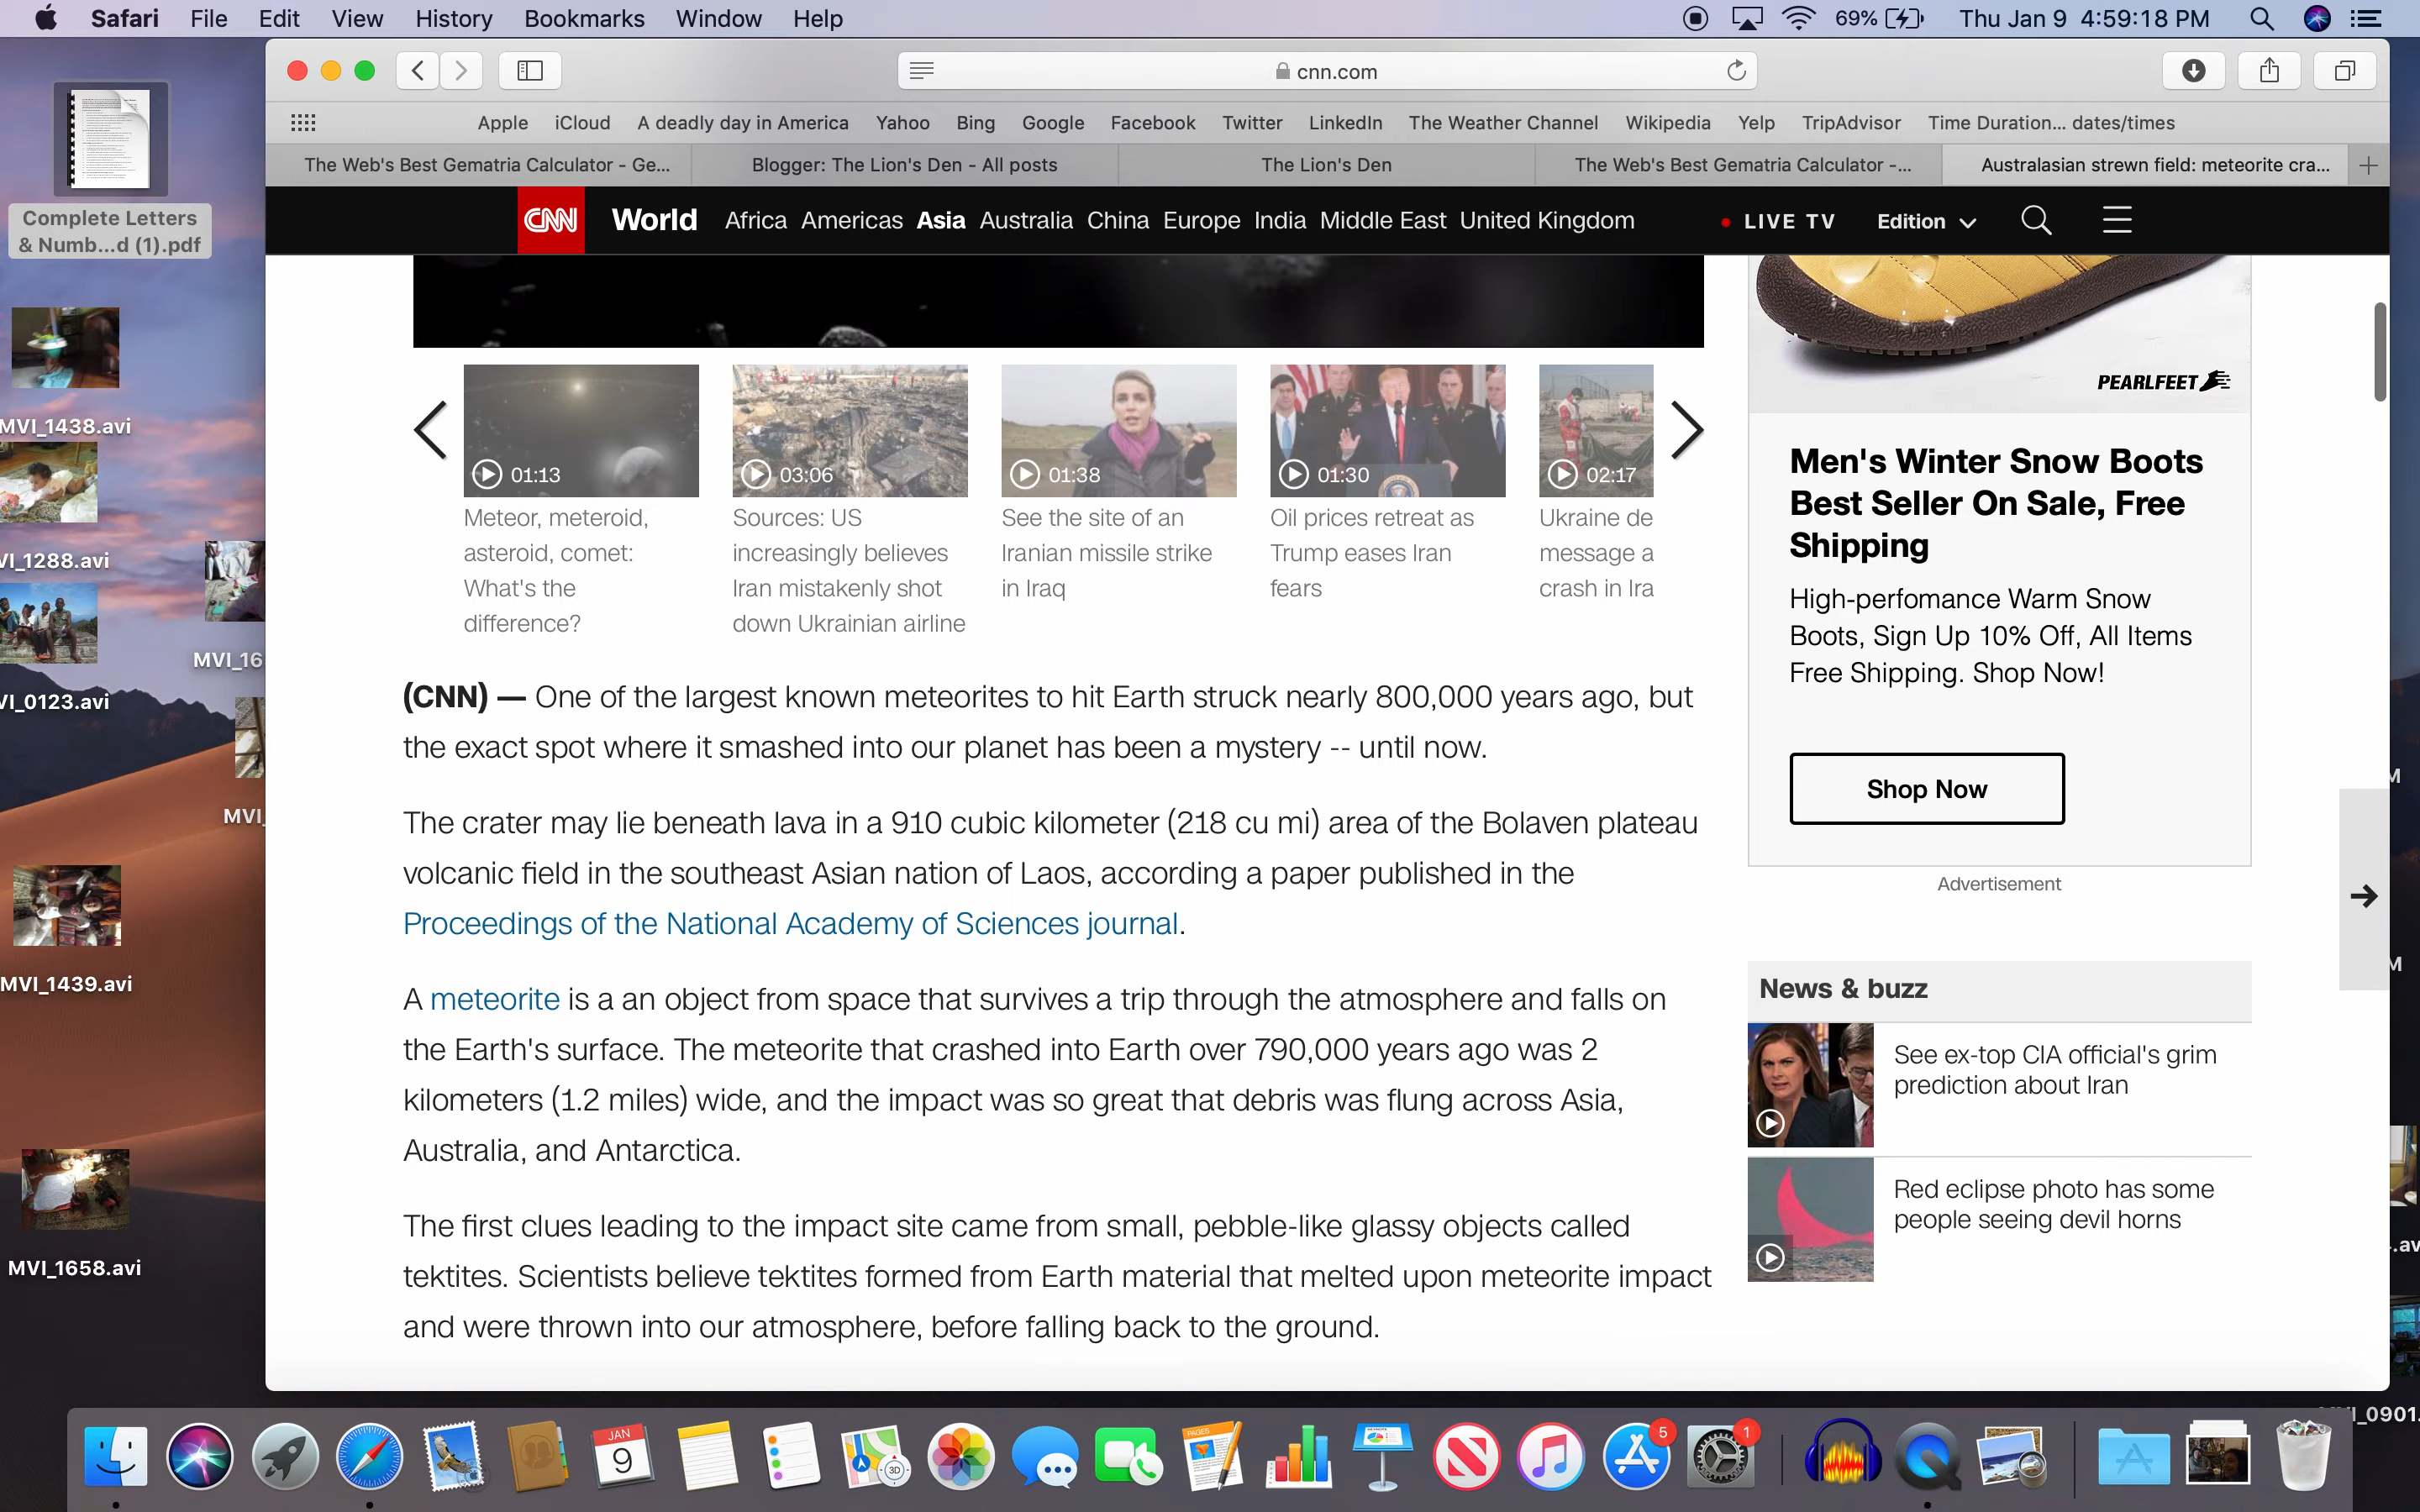 Safari File Edit View History Bookmarks Window Help 69% Thu Jan 9 4:59:18 PM
cnn.com
Apple iCloud A deadly day in America Yahoo Bing Google Facebook Twitter LinkedIn The Weather Channel Wikipedia Yelp TripAdvisor Time Duration... dates/times
The Web's Best Gematria Calculator - Ge... Blogger: The Lion's Den - All posts The Lion's Den The Web's Best Gematria Calculator -... Australasian strewn field: meteorite cra...
CNN World Africa Americas Asia Australia China Europe India Middle East United Kingdom LIVE TV Edition
Complete Letters
& Numb...d (1).pdf
MVI_1438.avi
VI_1288.avi
MVI_16
VI_0123.avi
MVI_
MVI_1439.avi
MVI_1658.avi
01:13
Meteor, meteroid,
asteroid, comet:
What's the
difference?
03:06
Sources: US
increasingly believes
Iran mistakenly shot
down Ukrainian airline
01:38
See the site of an
Iranian missile strike
in Iraq
01:30
Oil prices retreat as
Trump eases Iran
fears
02:17
Ukraine de
message a
crash in Ira
(CNN) — One of the largest known meteorites to hit Earth struck nearly 800,000 years ago, but
the exact spot where it smashed into our planet has been a mystery -- until now.
The crater may lie beneath lava in a 910 cubic kilometer (218 cu mi) area of the Bolaven plateau
volcanic field in the southeast Asian nation of Laos, according a paper published in the
Proceedings of the National Academy of Sciences journal.
A meteorite is a an object from space that survives a trip through the atmosphere and falls on
the Earth's surface. The meteorite that crashed into Earth over 790,000 years ago was 2
kilometers (1.2 miles) wide, and the impact was so great that debris was flung across Asia,
Australia, and Antarctica.
The first clues leading to the impact site came from small, pebble-like glassy objects called
tektites. Scientists believe tektites formed from Earth material that melted upon meteorite impact
and were thrown into our atmosphere, before falling back to the ground.
PEARLFEET
Men's Winter Snow Boots
Best Seller On Sale, Free
Shipping
High-perfomance Warm Snow
Boots, Sign Up 10% Off, All Items
Free Shipping. Shop Now!
Shop Now
Advertisement
News & buzz
See ex-top CIA official's grim
prediction about Iran
Red eclipse photo has some
people seeing devil horns
M
M
.av
I_0901.
JAN
9
3D
PAGES
5
1